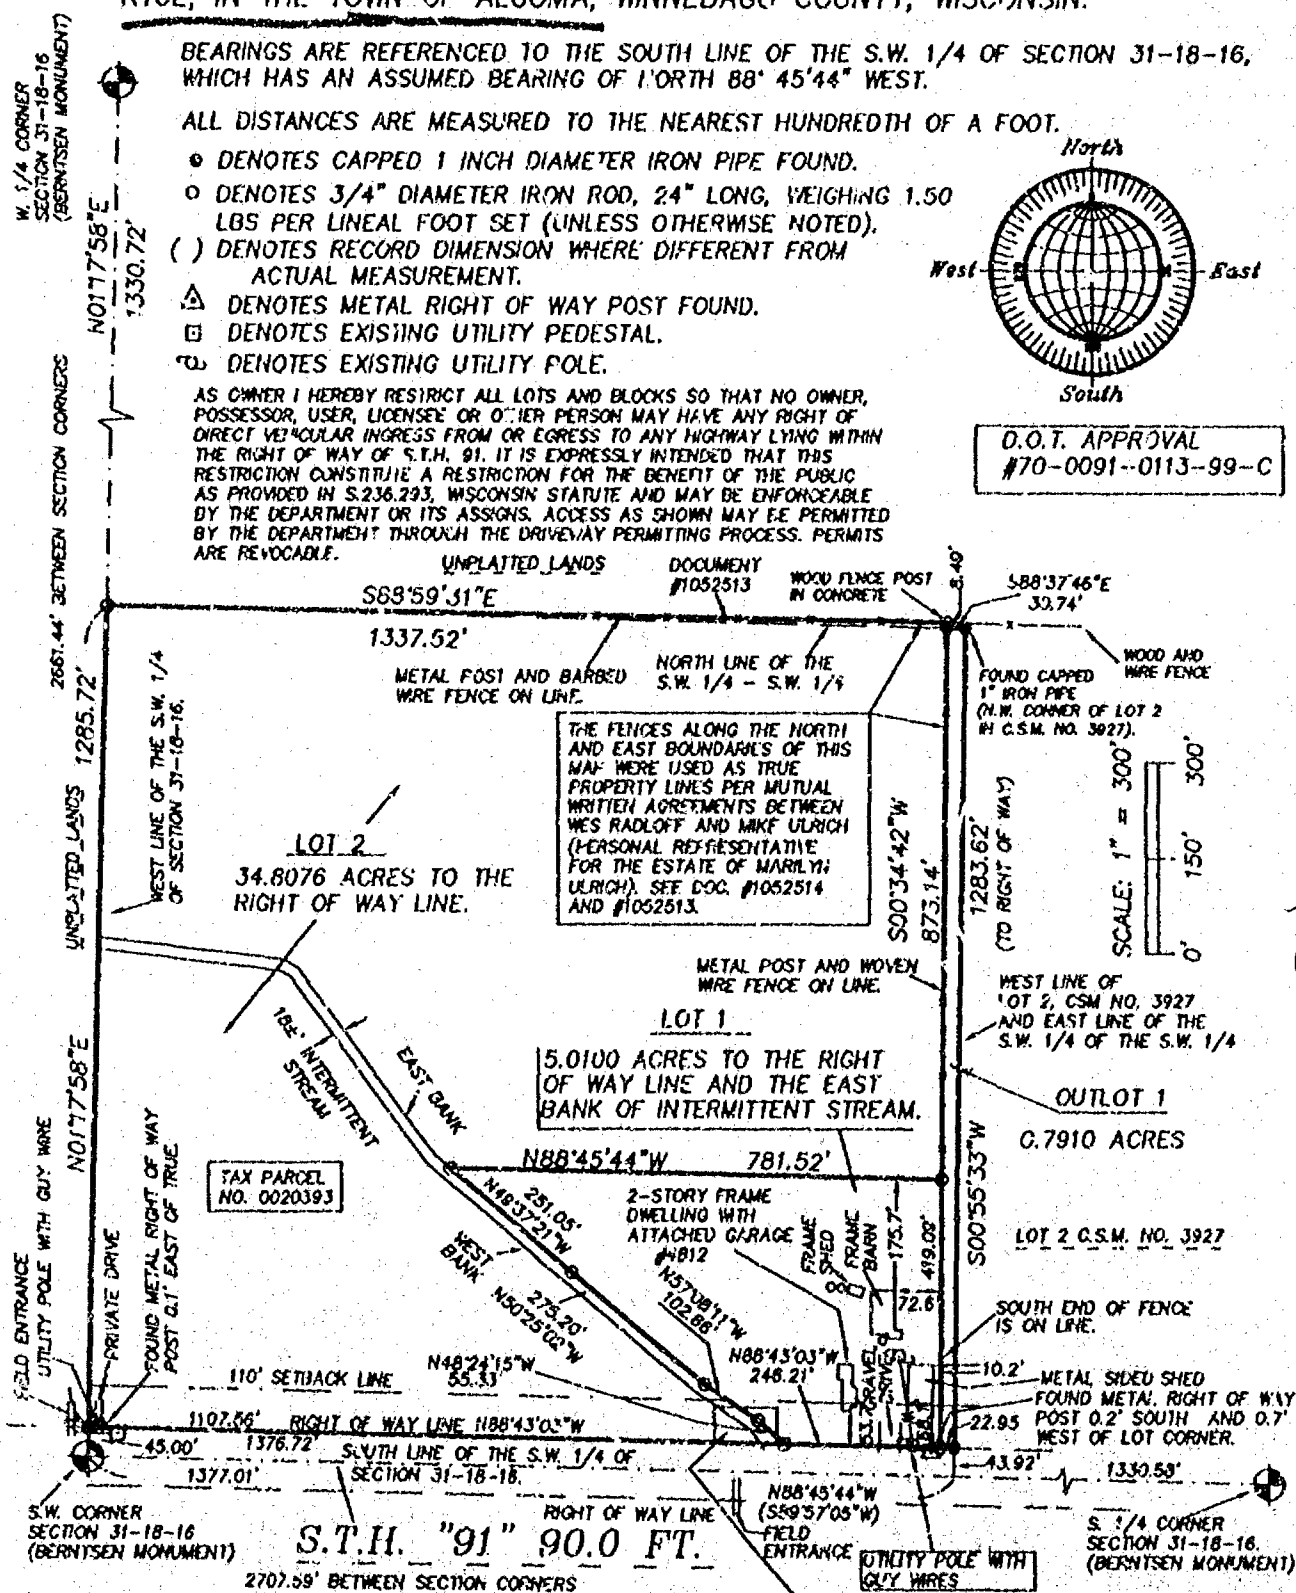 RICE, IN THE TOWN OF ALGOMA, WINNEBAGO COUNTY, WISCONSIN.
BEARINGS ARE REFERENCED TO THE SOUTH LINE OF THE S.W. 1/4 OF SECTION 31-18-16,
WHICH HAS AN ASSUMED BEARING OF NORTH 88° 45'44" WEST.
ALL DISTANCES ARE MEASURED TO THE NEAREST HUNDREDTH OF A FOOT.
DENOTES CAPPED 1 INCH DIAMETER IRON PIPE FOUND.
DENOTES 3/4" DIAMETER IRON ROD, 24" LONG, WEIGHING 1.50
LBS PER LINEAL FOOT SET (UNLESS OTHERWISE NOTED).
( ) DENOTES RECORD DIMENSION WHERE DIFFERENT FROM
ACTUAL MEASUREMENT.
DENOTES METAL RIGHT OF WAY POST FOUND.
DENOTES EXISTING UTILITY PEDESTAL.
DENOTES EXISTING UTILITY POLE.
AS OWNER I HEREBY RESTRICT ALL LOTS AND BLOCKS SO THAT NO OWNER,
POSSESSOR, USER, LICENSEE OR OTHER PERSON MAY HAVE ANY RIGHT OF
DIRECT VEHICULAR INGRESS FROM OR EGRESS TO ANY HIGHWAY LYING WITHIN
THE RIGHT OF WAY OF S.T.H. 91. IT IS EXPRESSLY INTENDED THAT THIS
RESTRICTION CONSTITUTE A RESTRICTION FOR THE BENEFIT OF THE PUBLIC
AS PROVIDED IN S.236.293, WISCONSIN STATUTE AND MAY BE ENFORCEABLE
BY THE DEPARTMENT OR ITS ASSIGNS. ACCESS AS SHOWN MAY BE PERMITTED
BY THE DEPARTMENT THROUGH THE DRIVEWAY PERMITTING PROCESS. PERMITS
ARE REVOCABLE.
North
West
East
South
D.O.T. APPROVAL
#70-0091-0113-99-C
W. 1/4 CORNER
SECTION 31-18-16
(BERNTSEN MONUMENT)
N01°17'58"E
1330.72'
2661.44' BETWEEN SECTION CORNERS
UNPLATTED LANDS
DOCUMENT
#1052513
WOOD FENCE POST
IN CONCRETE
8.49'
S88°37'46"E
30.74'
S88°59'31"E
1337.52'
METAL POST AND BARBED
WIRE FENCE ON LINE.
NORTH LINE OF THE
S.W. 1/4 - S.W. 1/4
WOOD AND
WIRE FENCE
FOUND CAPPED
1" IRON PIPE
(N.W. CORNER OF LOT 2
IN C.S.M. NO. 3927).
THE FENCES ALONG THE NORTH
AND EAST BOUNDARIES OF THIS
MAP WERE USED AS TRUE
PROPERTY LINES PER MUTUAL
WRITTEN AGREEMENTS BETWEEN
WES RADLOFF AND MIKE ULRICH
(PERSONAL REPRESENTATIVE
FOR THE ESTATE OF MARILYN
ULRICH). SEE DOC. #1052514
AND #1052513.
1285.72'
UNPLATTED LANDS
WEST LINE OF THE S.W. 1/4
OF SECTION 31-18-16.
LOT 2
34.8076 ACRES TO THE
RIGHT OF WAY LINE.
S00°34'42"W
873.14'
1283.62'
(TO RIGHT OF WAY)
SCALE: 1" = 300'
0' 150' 300'
METAL POST AND WOVEN
WIRE FENCE ON LINE.
WEST LINE OF
LOT 2, CSM NO. 3927
AND EAST LINE OF THE
S.W. 1/4 OF THE S.W. 1/4
LOT 1
5.0100 ACRES TO THE RIGHT
OF WAY LINE AND THE EAST
BANK OF INTERMITTENT STREAM.
18±' INTERMITTENT
STREAM
EAST BANK
OUTLOT 1
0.7910 ACRES
N01°17'58"E
N88°45'44"W 781.52'
TAX PARCEL
NO. 0020393
251.05'
N49°37'21"W
WEST
BANK
275.20'
N50°25'02"W
2-STORY FRAME
DWELLING WITH
ATTACHED GARAGE
#4812
FRAME
SHED
FRAME
BARN
175.7'
72.6'
S00°55'33"W
LOT 2 C.S.M. NO. 3927
N57°08'11"W
102.86'
SOUTH END OF FENCE
IS ON LINE.
FIELD ENTRANCE
UTILITY POLE WITH GUY WIRE
PRIVATE DRIVE
FOUND METAL RIGHT OF WAY
POST 0.1' EAST OF TRUE.
N48°24'15"W
55.33'
N88°43'03"W
246.21'
GRAVEL
DRIVE
10.2'
METAL SIDED SHED
FOUND METAL RIGHT OF WAY
POST 0.2' SOUTH AND 0.7'
WEST OF LOT CORNER.
22.95
110' SETBACK LINE
1107.66' RIGHT OF WAY LINE N88°43'03"W
45.00'
1376.72'
SOUTH LINE OF THE S.W. 1/4 OF
SECTION 31-18-16.
1377.01'
43.92'
1330.58'
N88°45'44"W
(S89°57'05"W)
FIELD
ENTRANCE
RIGHT OF WAY LINE
S.W. CORNER
SECTION 31-18-16
(BERNTSEN MONUMENT)
S.T.H. "91" 90.0 FT.
2707.59' BETWEEN SECTION CORNERS
UTILITY POLE WITH
GUY WIRES
S. 1/4 CORNER
SECTION 31-18-16.
(BERNTSEN MONUMENT)